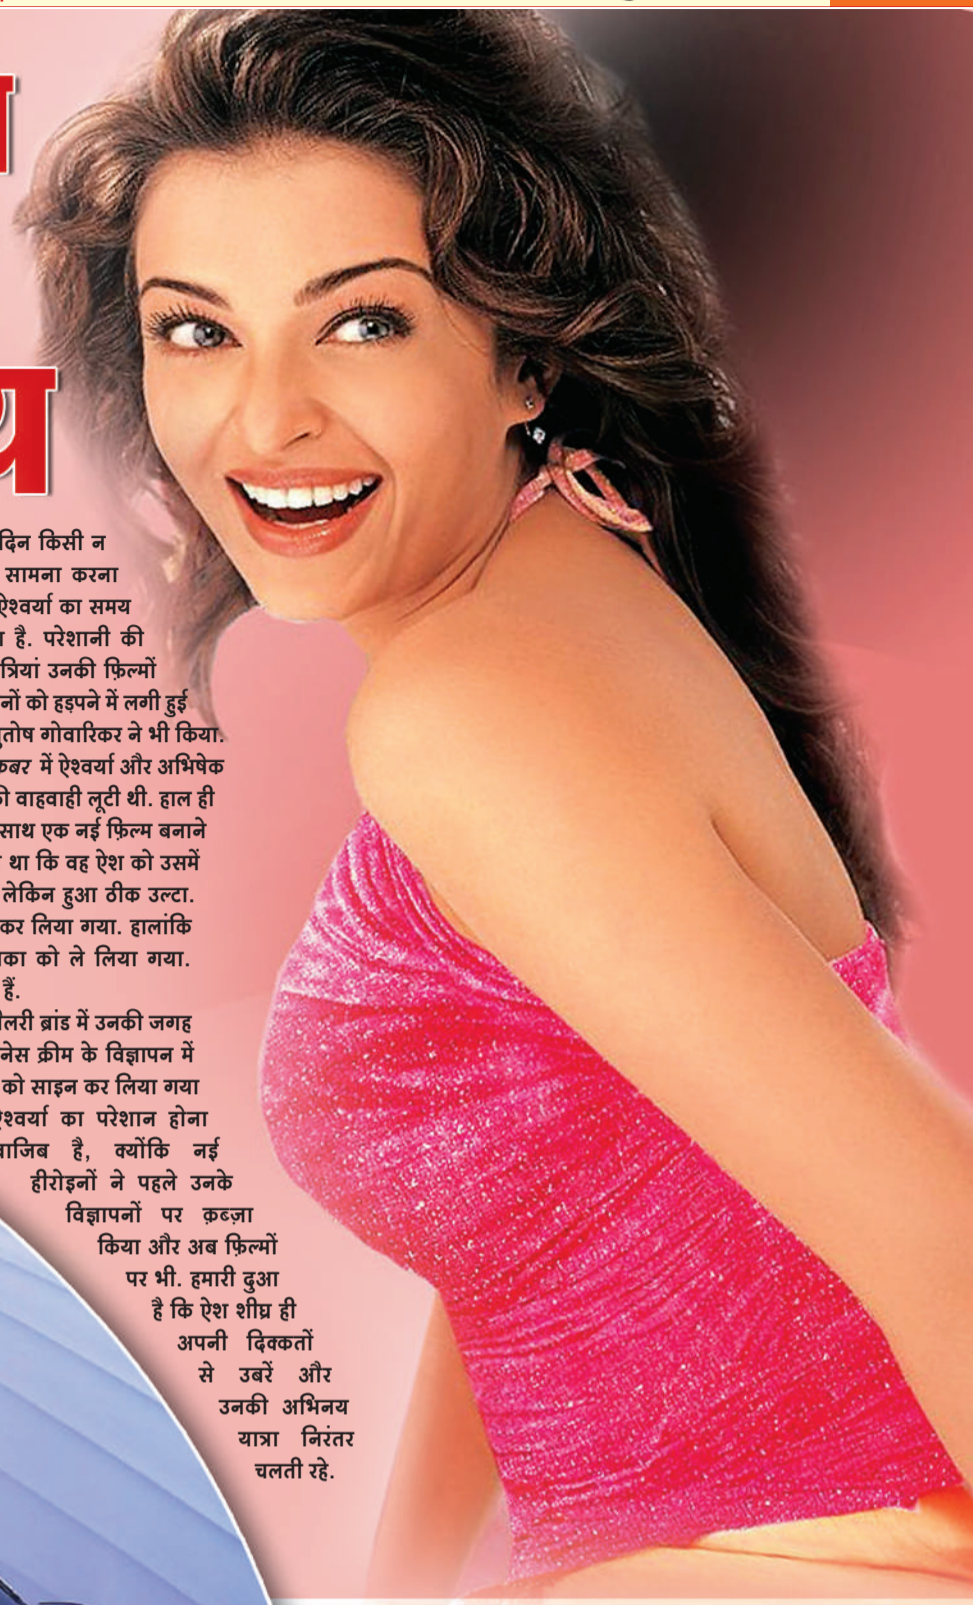 य
दिन किसी न
सामना करना
ऐश्वर्या का समय
है. परेशानी की
उनकी फ़िल्मों
को हड़पने में लगी हुई
गोवारिकर ने भी किया.
में ऐश्वर्या और अभिषेक
वाहवाही लूटी थी. हाल ही
साथ एक नई फ़िल्म बनाने
था कि वह ऐश को उसमें
लेकिन हुआ ठीक उल्टा.
कर लिया गया. हालांकि
को ले लिया गया.
हैं.
ब्रांड में उनकी जगह
क्रीम के विज्ञापन में
को साइन कर लिया गया
ऐश्वर्या का परेशान होना
वाजिब है, क्योंकि नई
हीरोइनों ने पहले उनके
विज्ञापनों पर क़ब्ज़ा
किया और अब फ़िल्मों
पर भी. हमारी दुआ
है कि ऐश शीघ्र ही
अपनी दिक्कतों
से उबरें और
उनकी अभिनय
यात्रा निरंतर
चलती रहे.